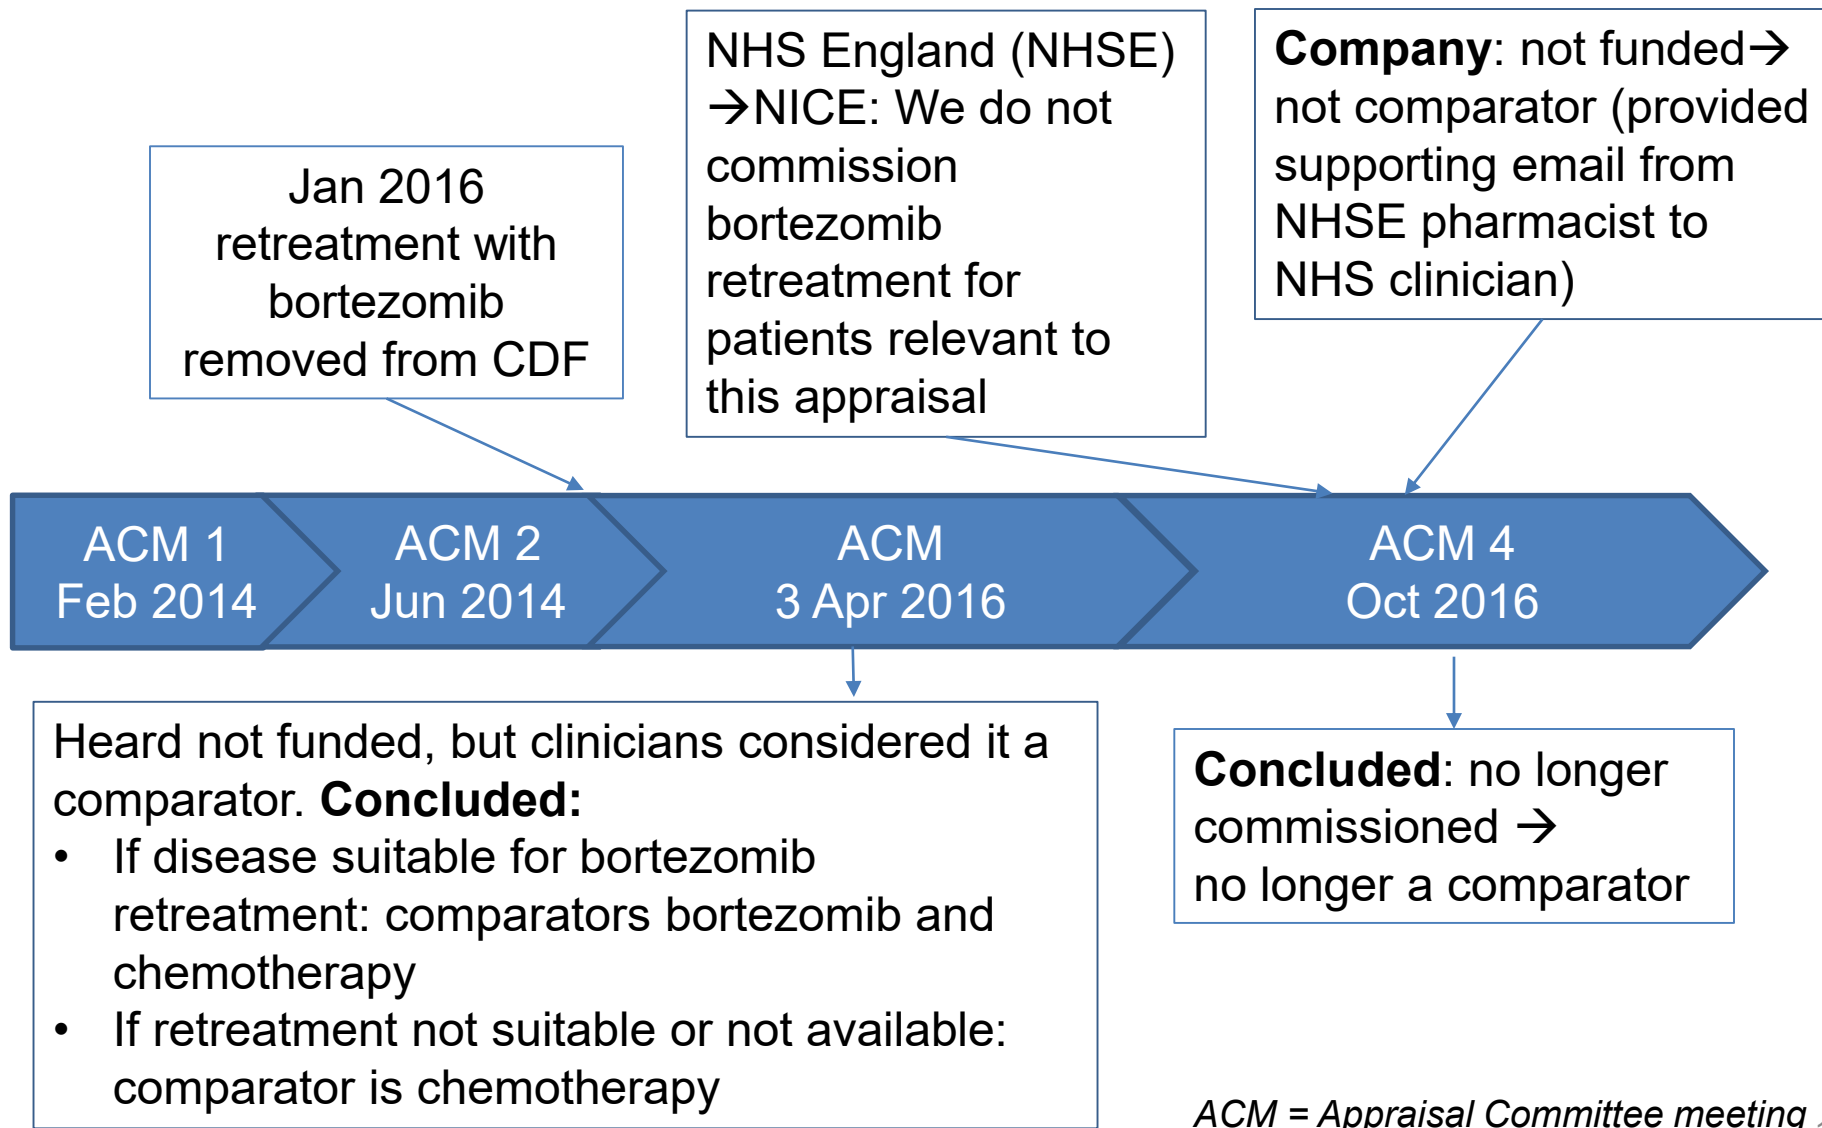 Jan 2016
retreatment with
bortezomib
removed from CDF
NHS England (NHSE)
→NICE: We do not
commission
bortezomib
retreatment for
patients relevant to
this appraisal
Company: not funded→
not comparator (provided
supporting email from
NHSE pharmacist to
NHS clinician)
ACM 1
Feb 2014
ACM 2
Jun 2014
ACM
3 Apr 2016
ACM 4
Oct 2016
Heard not funded, but clinicians considered it a
comparator. Concluded:
• If disease suitable for bortezomib
retreatment: comparators bortezomib and
chemotherapy
• If retreatment not suitable or not available:
comparator is chemotherapy
Concluded: no longer
commissioned →
no longer a comparator
ACM = Appraisal Committee meeting